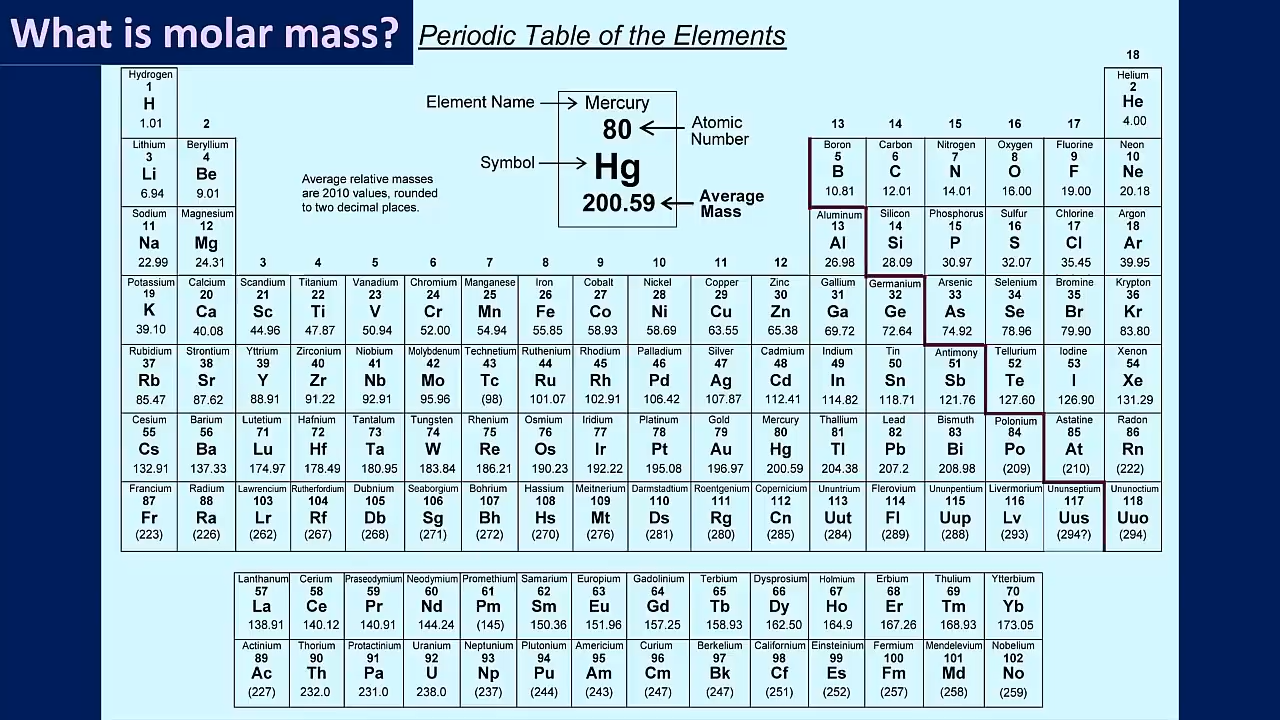 What is molar mass?
Periodic Table of the Elements
18
Hydrogen
1
H
1.01
2
Element Name
Mercury
80
Hg
200.59
Atomic
Number
Symbol
Average
Mass
Average relative masses
are 2010 values, rounded
to two decimal places.
13 14 15 16 17
Helium
2
He
4.00
Lithium Beryllium Boron Carbon Nitrogen Oxygen Fluorine Neon
3 4 5 6 7 8 9 10
Li Be B C N O F Ne
6.94 9.01 10.81 12.01 14.01 16.00 19.00 20.18
Sodium Magnesium Aluminum Silicon Phosphorus Sulfur Chlorine Argon
11 12 13 14 15 16 17 18
Na Mg Al Si P S Cl Ar
22.99 24.31 26.98 28.09 30.97 32.07 35.45 39.95
3 4 5 6 7 8 9 10 11 12
Potassium Calcium Scandium Titanium Vanadium Chromium Manganese Iron Cobalt Nickel Copper Zinc Gallium Germanium Arsenic Selenium Bromine Krypton
19 20 21 22 23 24 25 26 27 28 29 30 31 32 33 34 35 36
K Ca Sc Ti V Cr Mn Fe Co Ni Cu Zn Ga Ge As Se Br Kr
39.10 40.08 44.96 47.87 50.94 52.00 54.94 55.85 58.93 58.69 63.55 65.38 69.72 72.64 74.92 78.96 79.90 83.80
Rubidium Strontium Yttrium Zirconium Niobium Molybdenum Technetium Ruthenium Rhodium Palladium Silver Cadmium Indium Tin Antimony Tellurium Iodine Xenon
37 38 39 40 41 42 43 44 45 46 47 48 49 50 51 52 53 54
Rb Sr Y Zr Nb Mo Tc Ru Rh Pd Ag Cd In Sn Sb Te I Xe
85.47 87.62 88.91 91.22 92.91 95.96 (98) 101.07 102.91 106.42 107.87 112.41 114.82 118.71 121.76 127.60 126.90 131.29
Cesium Barium Lutetium Hafnium Tantalum Tungsten Rhenium Osmium Iridium Platinum Gold Mercury Thallium Lead Bismuth Polonium Astatine Radon
55 56 71 72 73 74 75 76 77 78 79 80 81 82 83 84 85 86
Cs Ba Lu Hf Ta W Re Os Ir Pt Au Hg Tl Pb Bi Po At Rn
132.91 137.33 174.97 178.49 180.95 183.84 186.21 190.23 192.22 195.08 196.97 200.59 204.38 207.2 208.98 (209) (210) (222)
Francium Radium Lawrencium Rutherfordium Dubnium Seaborgium Bohrium Hassium Meitnerium Darmstadtium Roentgenium Copernicium Ununtrium Flerovium Ununpentium Livermorium Ununseptium Ununoctium
87 88 103 104 105 106 107 108 109 110 111 112 113 114 115 116 117 118
Fr Ra Lr Rf Db Sg Bh Hs Mt Ds Rg Cn Uut Fl Uup Lv Uus Uuo
(223) (226) (262) (267) (268) (271) (272) (270) (276) (281) (280) (285) (284) (289) (288) (293) (294?) (294)
Lanthanum Cerium Praseodymium Neodymium Promethium Samarium Europium Gadolinium Terbium Dysprosium Holmium Erbium Thulium Ytterbium
57 58 59 60 61 62 63 64 65 66 67 68 69 70
La Ce Pr Nd Pm Sm Eu Gd Tb Dy Ho Er Tm Yb
138.91 140.12 140.91 144.24 (145) 150.36 151.96 157.25 158.93 162.50 164.9 167.26 168.93 173.05
Actinium Thorium Protactinium Uranium Neptunium Plutonium Americium Curium Berkelium Californium Einsteinium Fermium Mendelevium Nobelium
89 90 91 92 93 94 95 96 97 98 99 100 101 102
Ac Th Pa U Np Pu Am Cm Bk Cf Es Fm Md No
(227) 232.0 231.0 238.0 (237) (244) (243) (247) (247) (251) (252) (257) (258) (259)